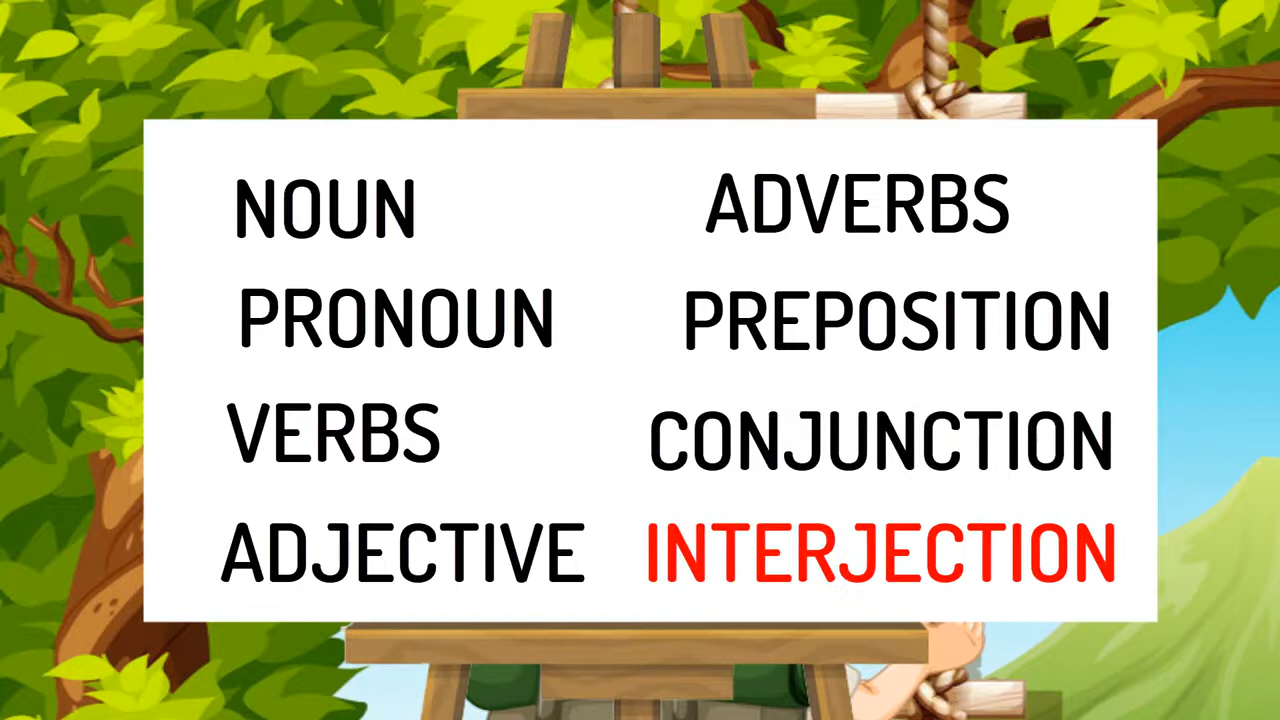 NOUN
PRONOUN
VERBS
ADJECTIVE
ADVERBS
PREPOSITION
CONJUNCTION
INTERJECTION